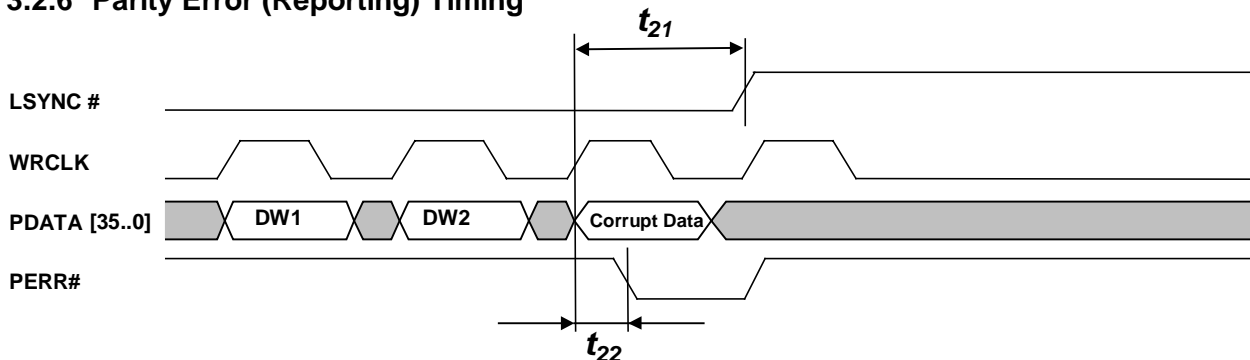 3.2.6 Parity Error (Reporting) Timing
t21
LSYNC #
WRCLK
PDATA [35..0]
DW1
DW2
Corrupt Data
PERR#
t22